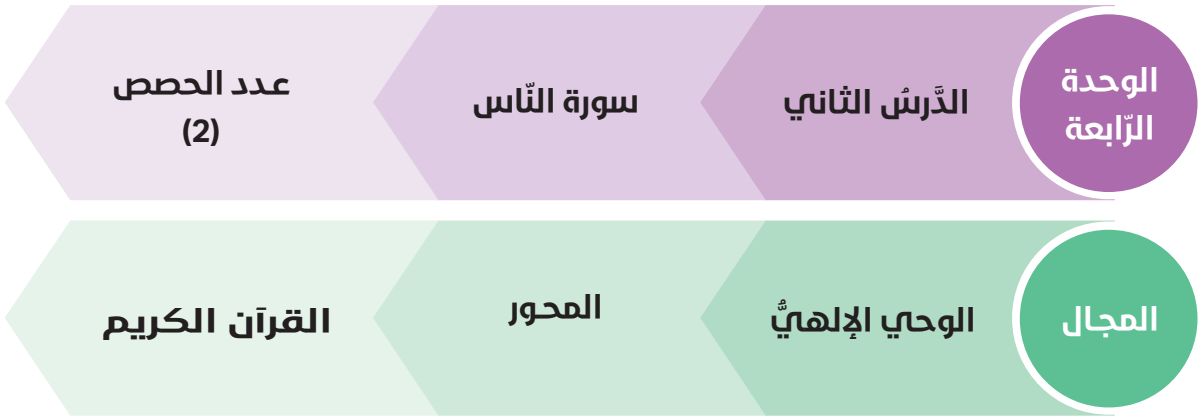 الوحدة
الرّابعة
الدَّرسُ الثاني
سورة النّاس
عدد الحصص
(2)
المجال
الوحي الإلهيُّ
المحور
القرآن الكريم